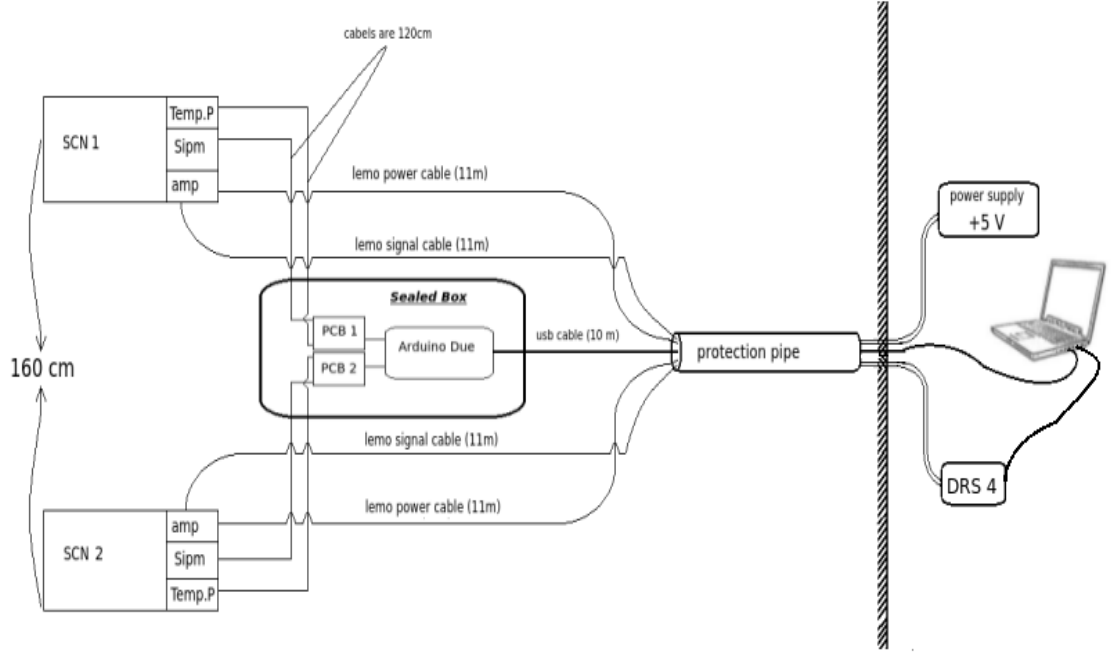 cabels are 120cm
SCN 1
Temp.P
Sipm
amp
lemo power cable (11m)
lemo signal cable (11m)
power supply
+5 V
Sealed Box
PCB 1
PCB 2
Arduino Due
usb cable (10 m)
protection pipe
160 cm
lemo signal cable (11m)
lemo power cable (11m)
DRS 4
SCN 2
amp
Sipm
Temp.P